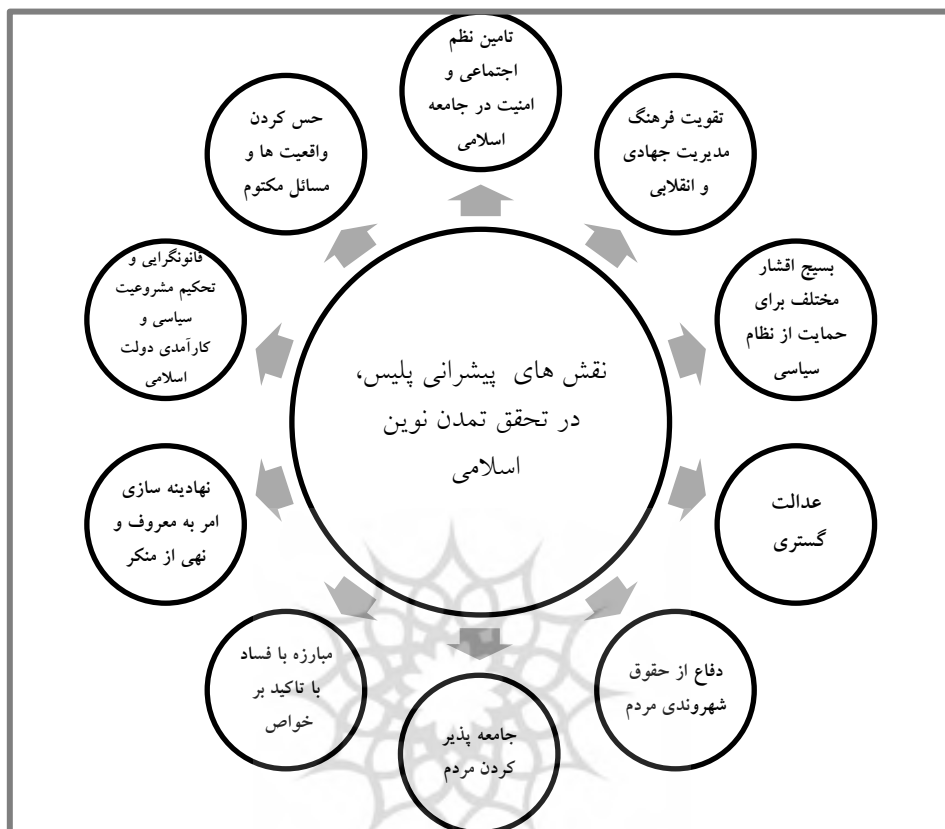 تامین نظم
اجتماعی و
امنیت در جامعه
اسلامی
تقویت فرهنگ
مدیریت جهادی
و انقلابی
بسیج اقشار
مختلف برای
حمایت از نظام
سیاسی
عدالت
گستری
دفاع از حقوق
شهروندی مردم
جامعه پذیر
کردن مردم
مبارزه با فساد
با تاکید بر
خواص
نهادینه سازی
امر به معروف و
نهی از منکر
قانونگرایی و
تحکیم مشروعیت
سیاسی و
کارآمدی دولت
اسلامی
حس کردن
واقعیت ها و
مسائل مکتوم
نقش های پیشرانی پلیس،
در تحقق تمدن نوین
اسلامی